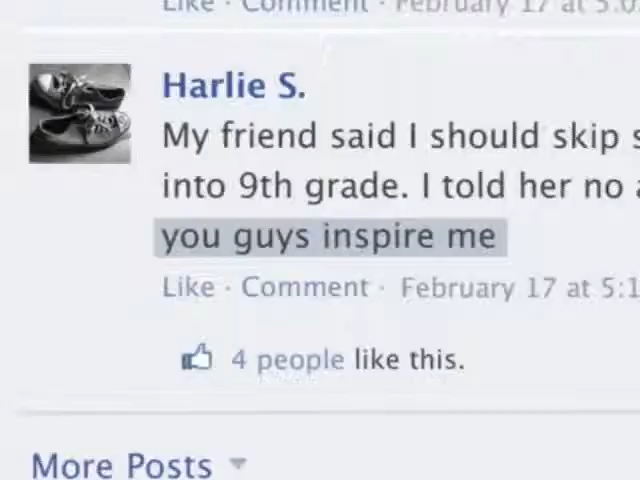 Like · Comment · February 17 at 5:0
Harlie S.
My friend said I should skip s
into 9th grade. I told her no a
you guys inspire me
Like · Comment · February 17 at 5:1
4 people like this.
More Posts